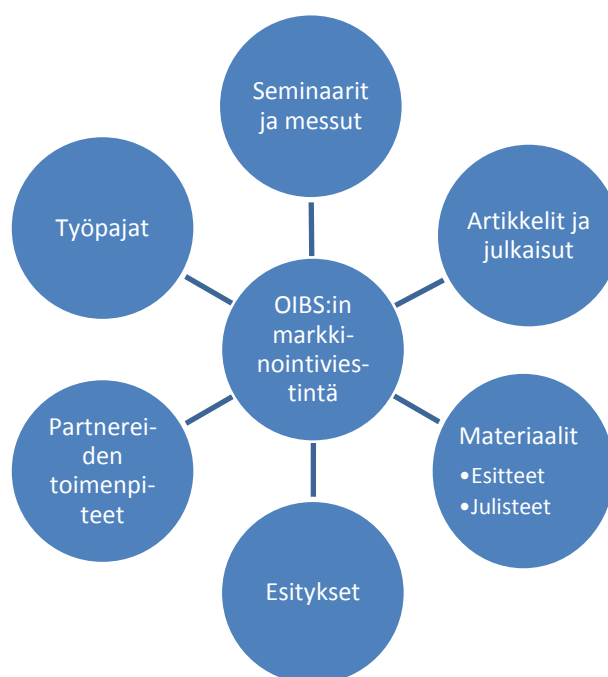 Seminaarit
ja messut
Työpajat
Artikkelit ja
julkaisut
OIBS:in
markki-
nointivies-
tintä
Partnerei-
den
toimenpi-
teet
Materiaalit
•Esitteet
•Julisteet
Esitykset